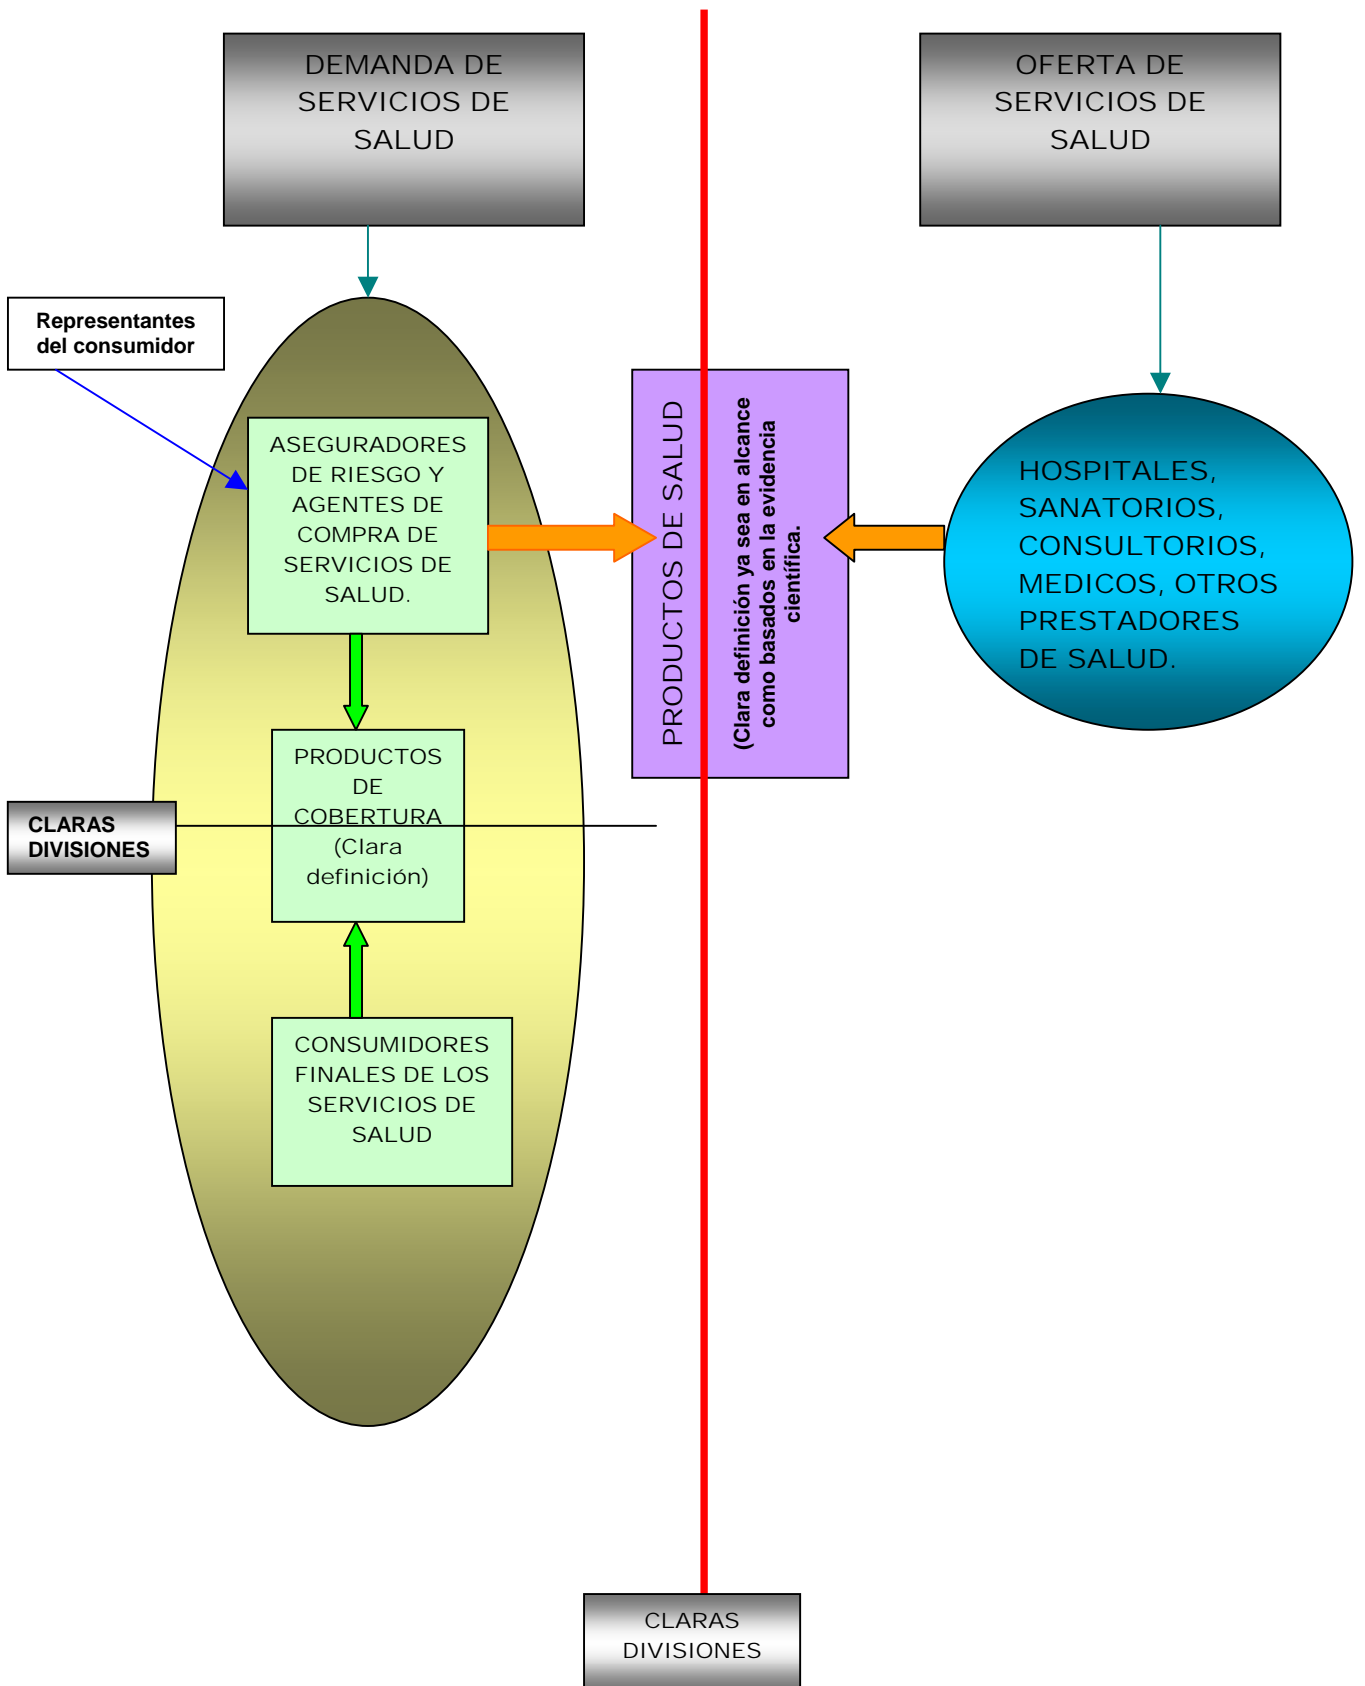 DEMANDA DE
SERVICIOS DE
SALUD
OFERTA DE
SERVICIOS DE
SALUD
Representantes
del consumidor
ASEGURADORES
DE RIESGO Y
AGENTES DE
COMPRA DE
SERVICIOS DE
SALUD.
PRODUCTOS DE SALUD
(Clara definición ya sea en alcance
como basados en la evidencia
científica.
HOSPITALES,
SANATORIOS,
CONSULTORIOS,
MEDICOS, OTROS
PRESTADORES
DE SALUD.
PRODUCTOS
DE
COBERTURA
(Clara
definición)
CLARAS
DIVISIONES
CONSUMIDORES
FINALES DE LOS
SERVICIOS DE
SALUD
CLARAS
DIVISIONES